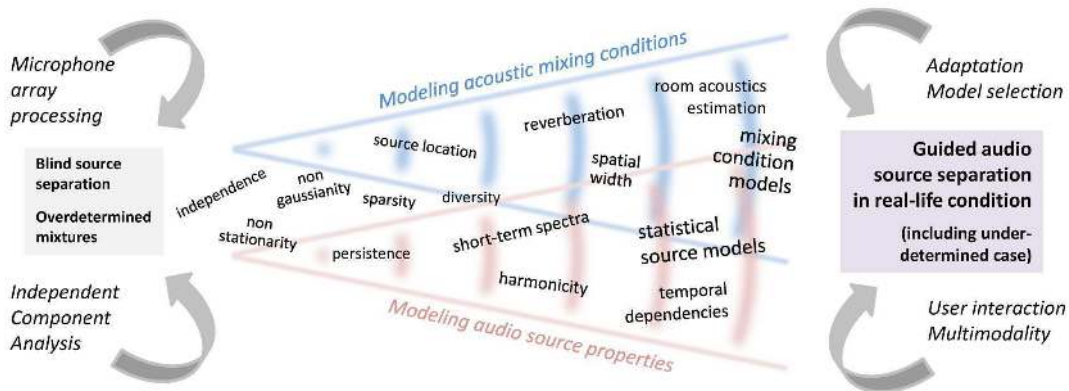 Microphone
array
processing
Blind source
separation
Overdetermined
mixtures
Independent
Component
Analysis
Modeling acoustic mixing conditions
room acoustics
estimation
reverberation
source location
mixing
condition
models
spatial
width
independence
non
gaussianity
sparsity
diversity
non
stationarity
persistence
short-term spectra
statistical
source models
harmonicity
temporal
dependencies
Modeling audio source properties
Adaptation
Model selection
Guided audio
source separation
in real-life condition
(including under-
determined case)
User interaction
Multimodality